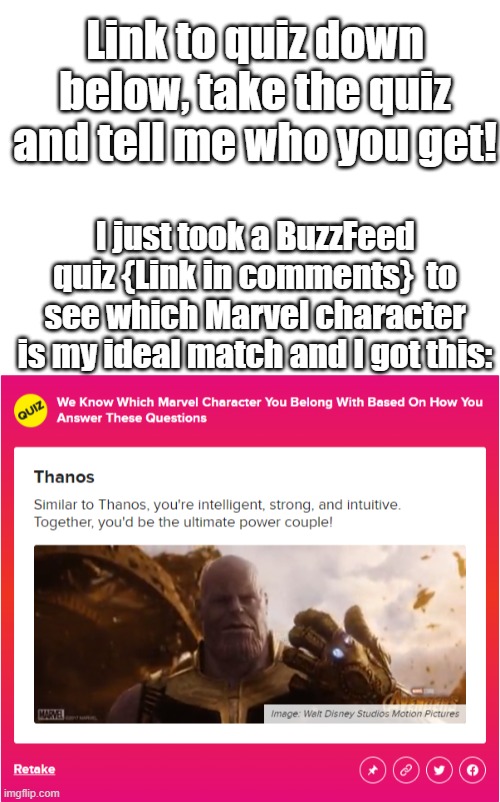 Link to quiz down
below, take the quiz
and tell me who you get!
I just took a BuzzFeed
quiz {Link in comments} to
see which Marvel character
is my ideal match and I got this:
QUIZ
We Know Which Marvel Character You Belong With Based On How You
Answer These Questions
Thanos
Similar to Thanos, you're intelligent, strong, and intuitive.
Together, you'd be the ultimate power couple!
MARVEL
Image: Walt Disney Studios Motion Pictures
Retake
imgflip.com